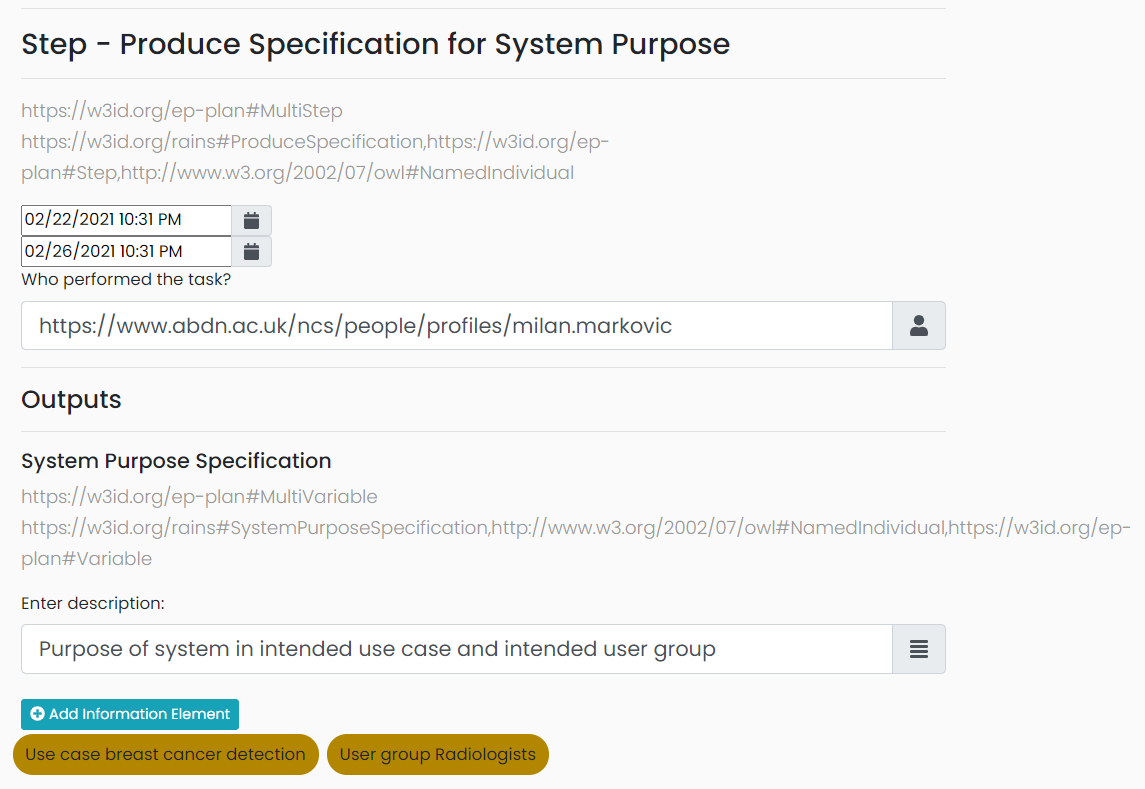 Step - Produce Specification for System Purpose
https://w3id.org/ep-plan#MultiStep
https://w3id.org/rains#ProduceSpecification,https://w3id.org/ep-
plan#Step,http://www.w3.org/2002/07/owl#NamedIndividual
02/22/2021 10:31 PM
02/26/2021 10:31 PM
Who performed the task?
https://www.abdn.ac.uk/ncs/people/profiles/milan.markovic
Outputs
System Purpose Specification
https://w3id.org/ep-plan#MultiVariable
https://w3id.org/rains#SystemPurposeSpecification,http://www.w3.org/2002/07/owl#NamedIndividual,https://w3id.org/ep-
plan#Variable
Enter description:
Purpose of system in intended use case and intended user group
Add Information Element
Use case breast cancer detection User group Radiologists